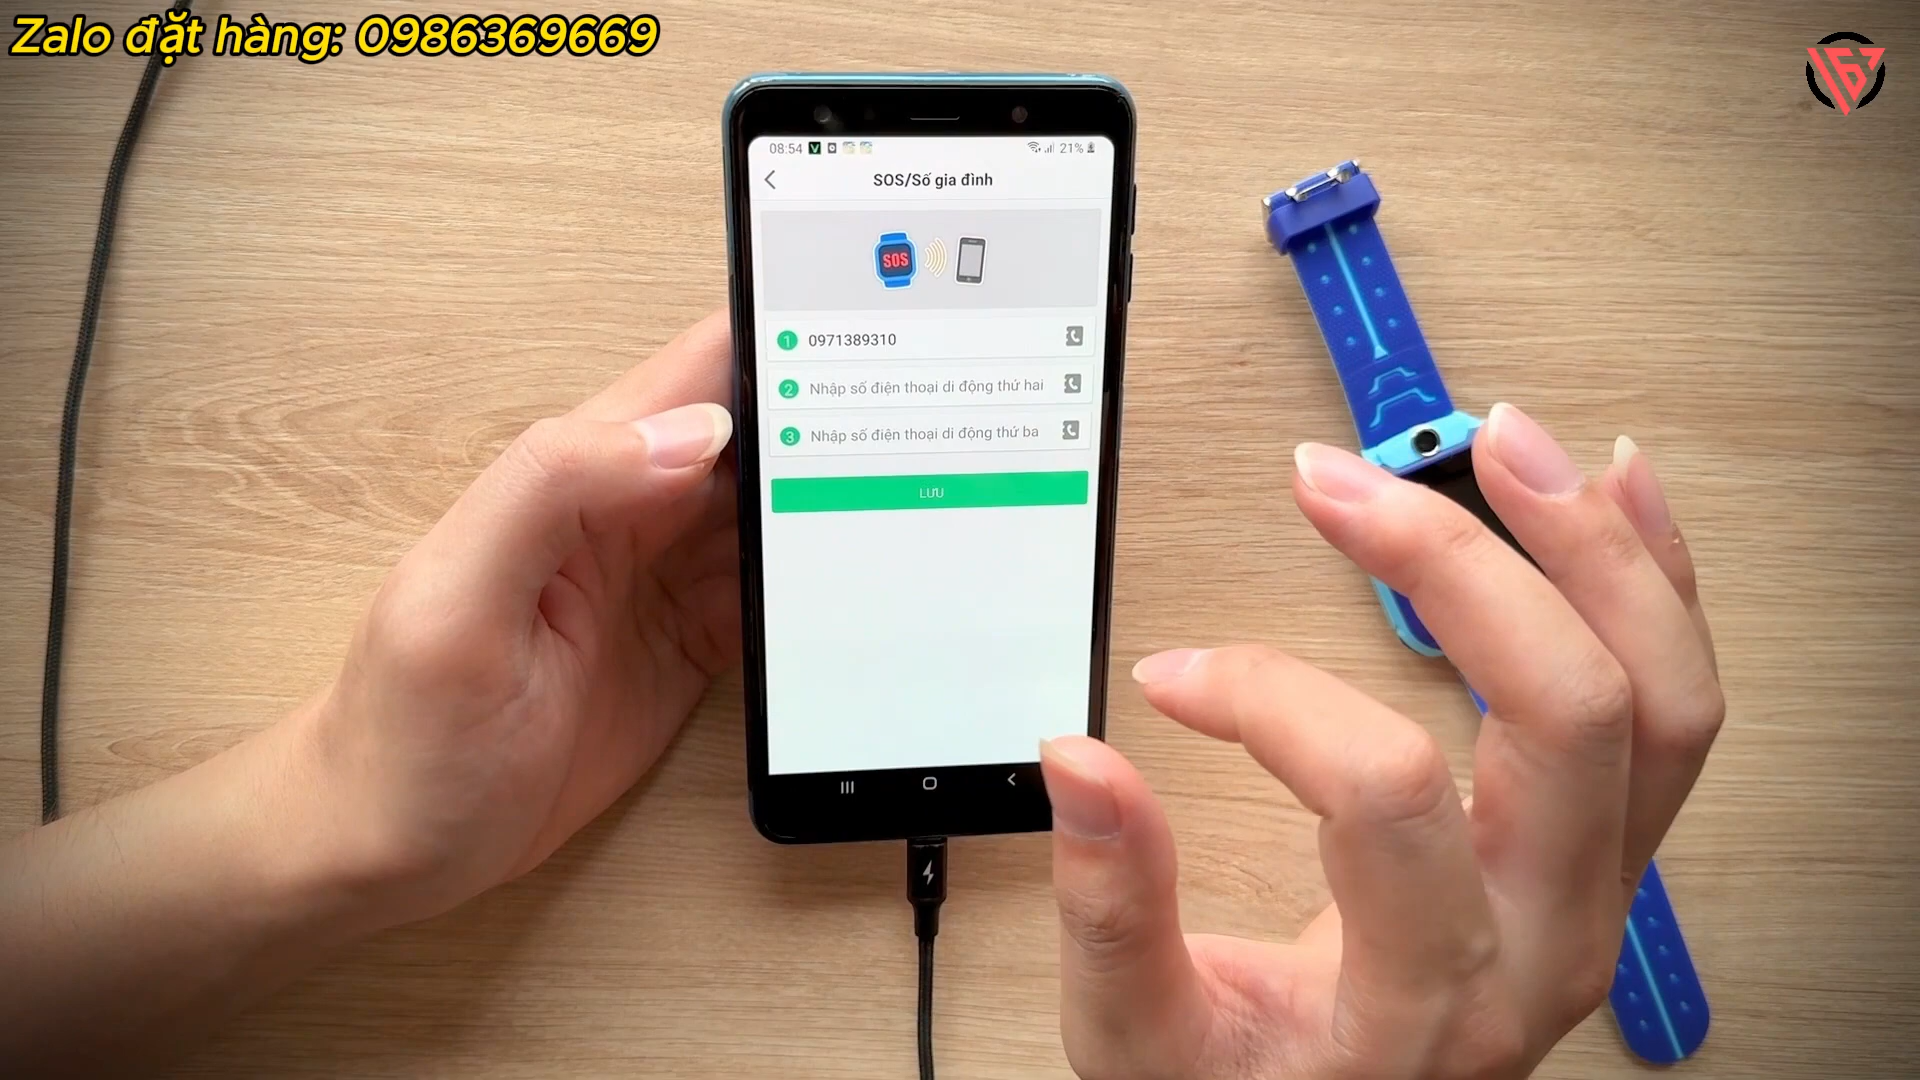 Zalo đặt hàng: 0986369669
08:54 21%
SOS/Số gia đình
SOS
1 0971389310
2 Nhập số điện thoại di động thứ hai
3 Nhập số điện thoại di động thứ ba
LƯU